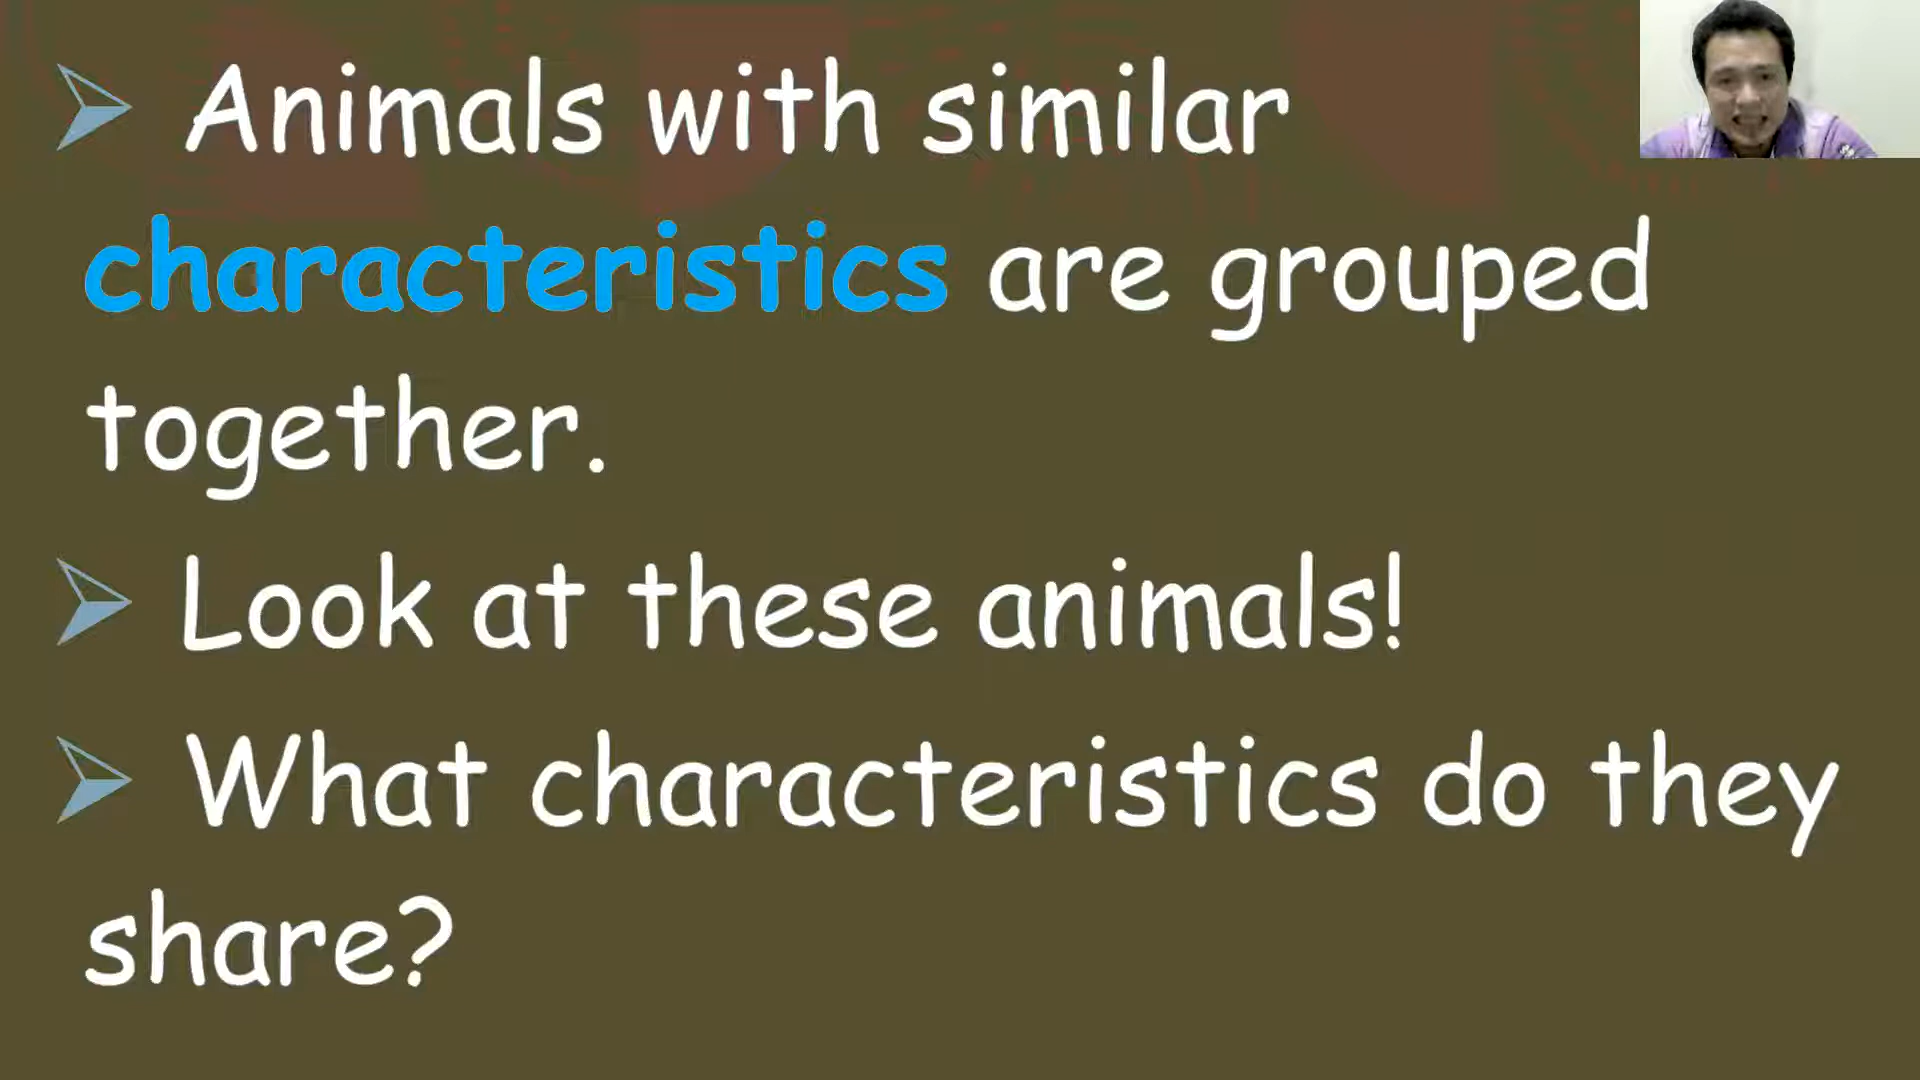 Animals with similar
characteristics are grouped
together.
Look at these animals!
What characteristics do they
share?